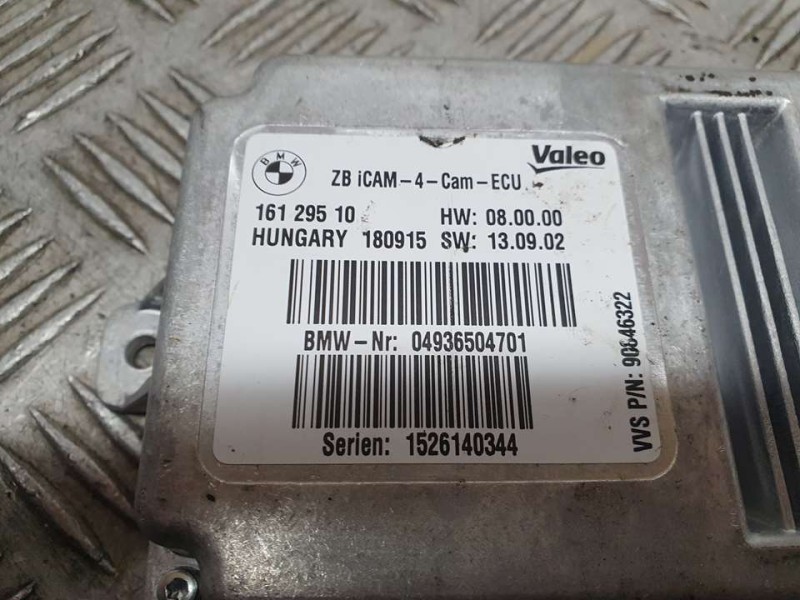 BMW
Valeo
ZB iCAM-4-Cam-ECU
161 295 10 HW: 08.00.00
HUNGARY 180915 SW: 13.09.02
BMW-Nr: 04936504701
Serien: 1526140344
VVS P/N: 90646322